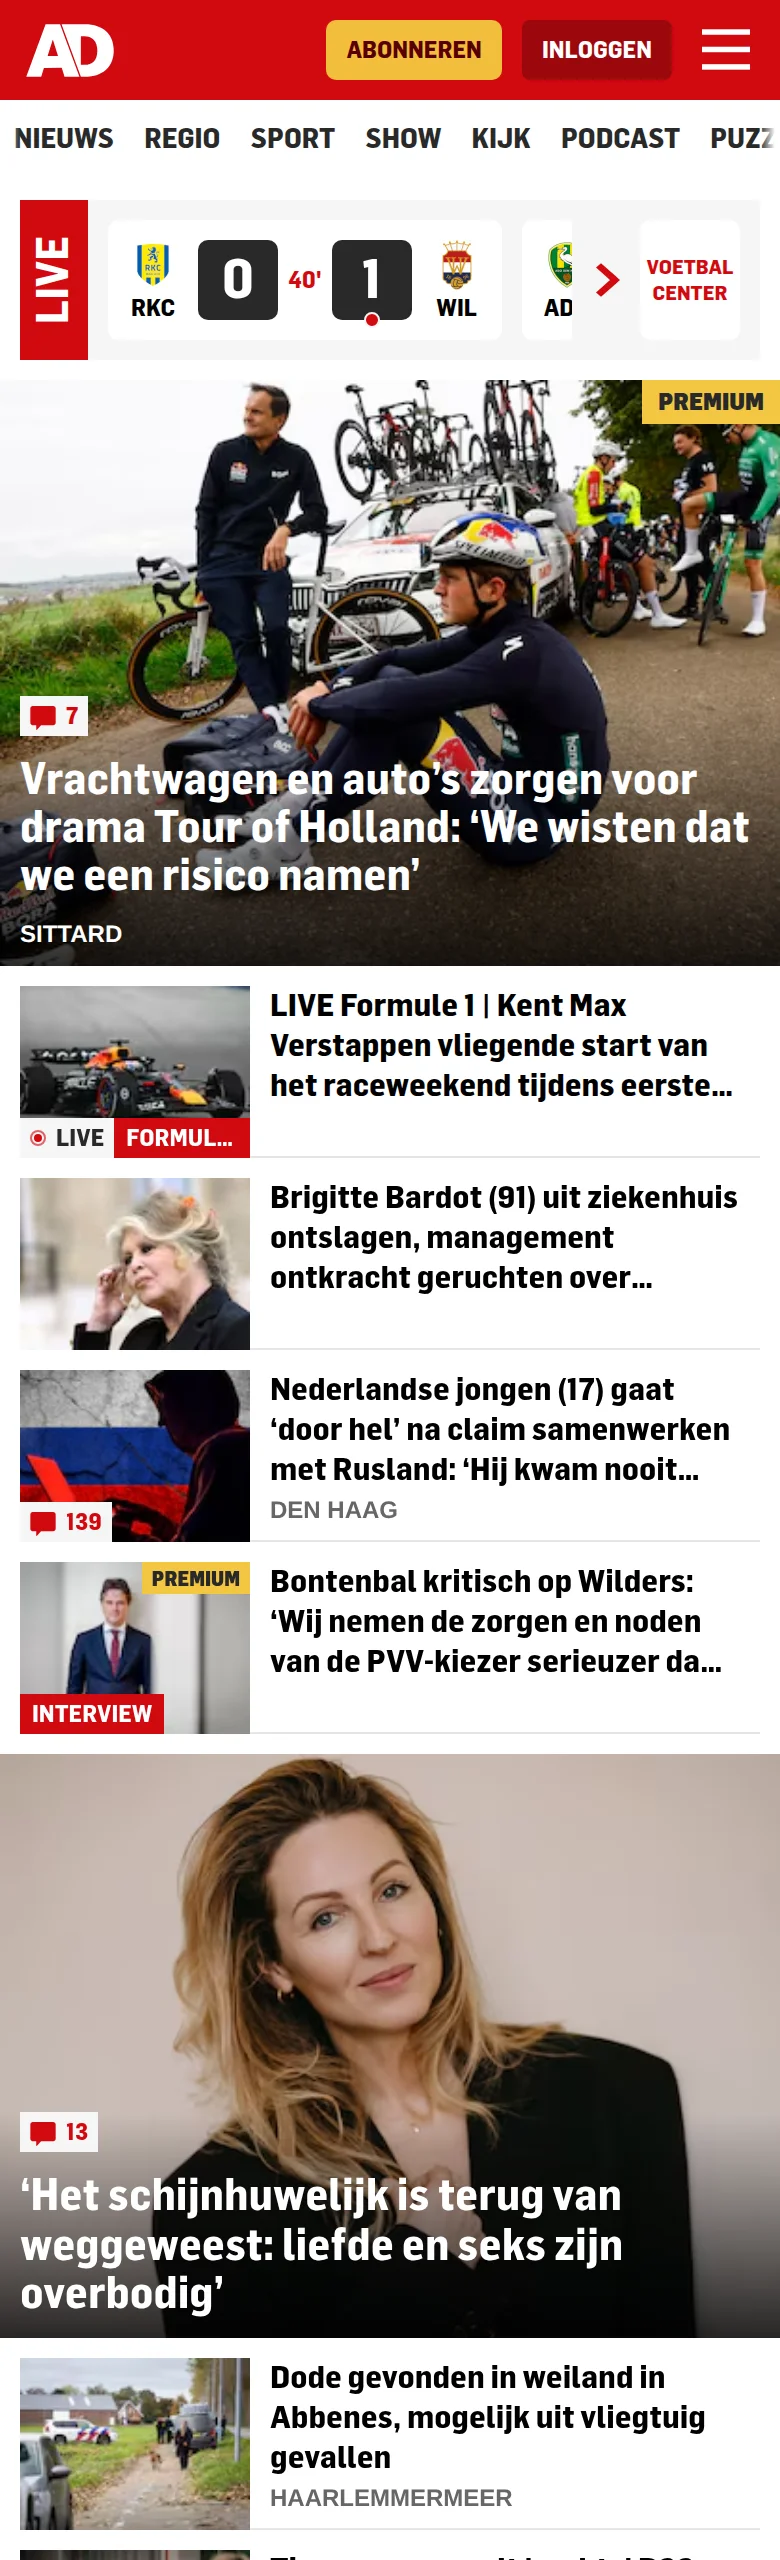 AD
ABONNEREN
INLOGGEN
NIEUWS REGIO SPORT SHOW KIJK PODCAST PUZZ
LIVE
RKC
0
40'
1
WIL
AD
VOETBAL
CENTER
PREMIUM
7
Vrachtwagen en auto’s zorgen voor
drama Tour of Holland: ‘We wisten dat
we een risico namen’
SITTARD
LIVE Formule 1 | Kent Max
Verstappen vliegende start van
het raceweekend tijdens eerste...
LIVE
FORMUL...
Brigitte Bardot (91) uit ziekenhuis
ontslagen, management
ontkracht geruchten over...
Nederlandse jongen (17) gaat
‘door hel’ na claim samenwerken
met Rusland: ‘Hij kwam nooit...
139
DEN HAAG
PREMIUM
Bontenbal kritisch op Wilders:
‘Wij nemen de zorgen en noden
van de PVV-kiezer serieuzer da...
INTERVIEW
13
‘Het schijnhuwelijk is terug van
weggeweest: liefde en seks zijn
overbodig’
Dode gevonden in weiland in
Abbenes, mogelijk uit vliegtuig
gevallen
HAARLEMMERMEER